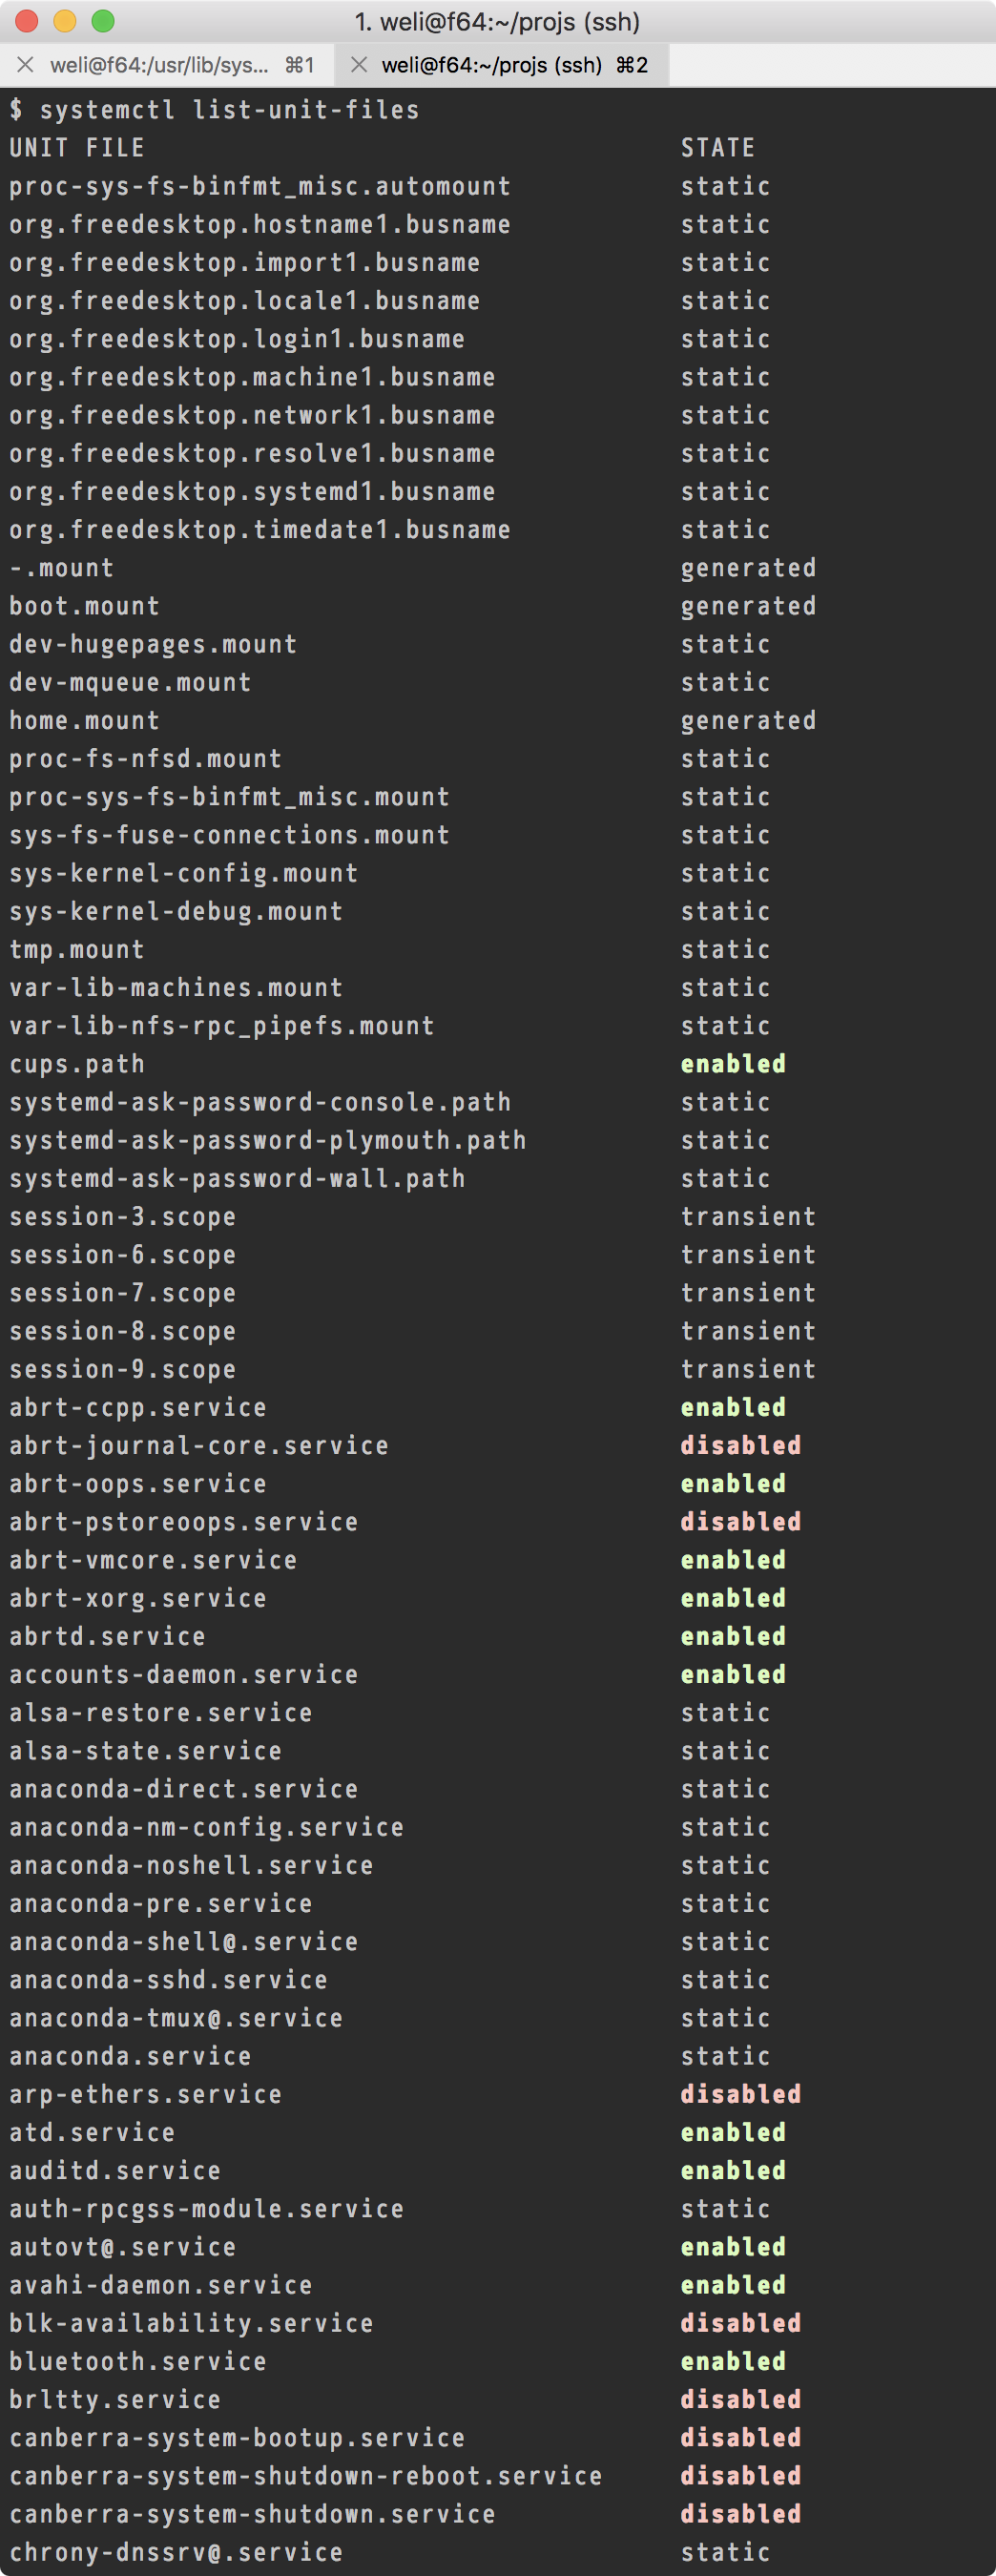 1. weli@f64:~/projs (ssh)
weli@f64:/usr/lib/sys... ⌘1 weli@f64:~/projs (ssh) ⌘2
$ systemctl list-unit-files
UNIT FILE STATE
proc-sys-fs-binfmt_misc.automount static
org.freedesktop.hostname1.busname static
org.freedesktop.import1.busname static
org.freedesktop.locale1.busname static
org.freedesktop.login1.busname static
org.freedesktop.machine1.busname static
org.freedesktop.network1.busname static
org.freedesktop.resolve1.busname static
org.freedesktop.systemd1.busname static
org.freedesktop.timedate1.busname static
-.mount generated
boot.mount generated
dev-hugepages.mount static
dev-mqueue.mount static
home.mount generated
proc-fs-nfsd.mount static
proc-sys-fs-binfmt_misc.mount static
sys-fs-fuse-connections.mount static
sys-kernel-config.mount static
sys-kernel-debug.mount static
tmp.mount static
var-lib-machines.mount static
var-lib-nfs-rpc_pipefs.mount static
cups.path enabled
systemd-ask-password-console.path static
systemd-ask-password-plymouth.path static
systemd-ask-password-wall.path static
session-3.scope transient
session-6.scope transient
session-7.scope transient
session-8.scope transient
session-9.scope transient
abrt-ccpp.service enabled
abrt-journal-core.service disabled
abrt-oops.service enabled
abrt-pstoreoops.service disabled
abrt-vmcore.service enabled
abrt-xorg.service enabled
abrtd.service enabled
accounts-daemon.service enabled
alsa-restore.service static
alsa-state.service static
anaconda-direct.service static
anaconda-nm-config.service static
anaconda-noshell.service static
anaconda-pre.service static
anaconda-shell@.service static
anaconda-sshd.service static
anaconda-tmux@.service static
anaconda.service static
arp-ethers.service disabled
atd.service enabled
auditd.service enabled
auth-rpcgss-module.service static
autovt@.service enabled
avahi-daemon.service enabled
blk-availability.service disabled
bluetooth.service enabled
brltty.service disabled
canberra-system-bootup.service disabled
canberra-system-shutdown-reboot.service disabled
canberra-system-shutdown.service disabled
chrony-dnssrv@.service static